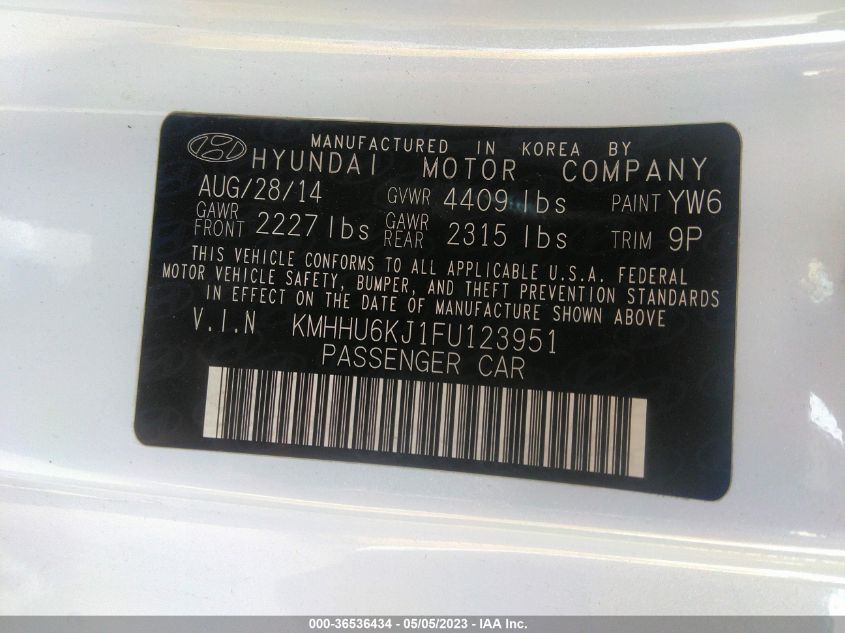 MANUFACTURED IN KOREA BY
HYUNDAI MOTOR COMPANY
AUG/28/14 GVWR 4409 lbs PAINT YW6
GAWR FRONT 2227 lbs GAWR REAR 2315 lbs TRIM 9P
THIS VEHICLE CONFORMS TO ALL APPLICABLE U.S.A. FEDERAL
MOTOR VEHICLE SAFETY, BUMPER, AND THEFT PREVENTION STANDARDS
IN EFFECT ON THE DATE OF MANUFACTURE SHOWN ABOVE
V.I.N KMHHU6KJ1FU123951
PASSENGER CAR
000-36536434 - 05/05/2023 - IAA Inc.